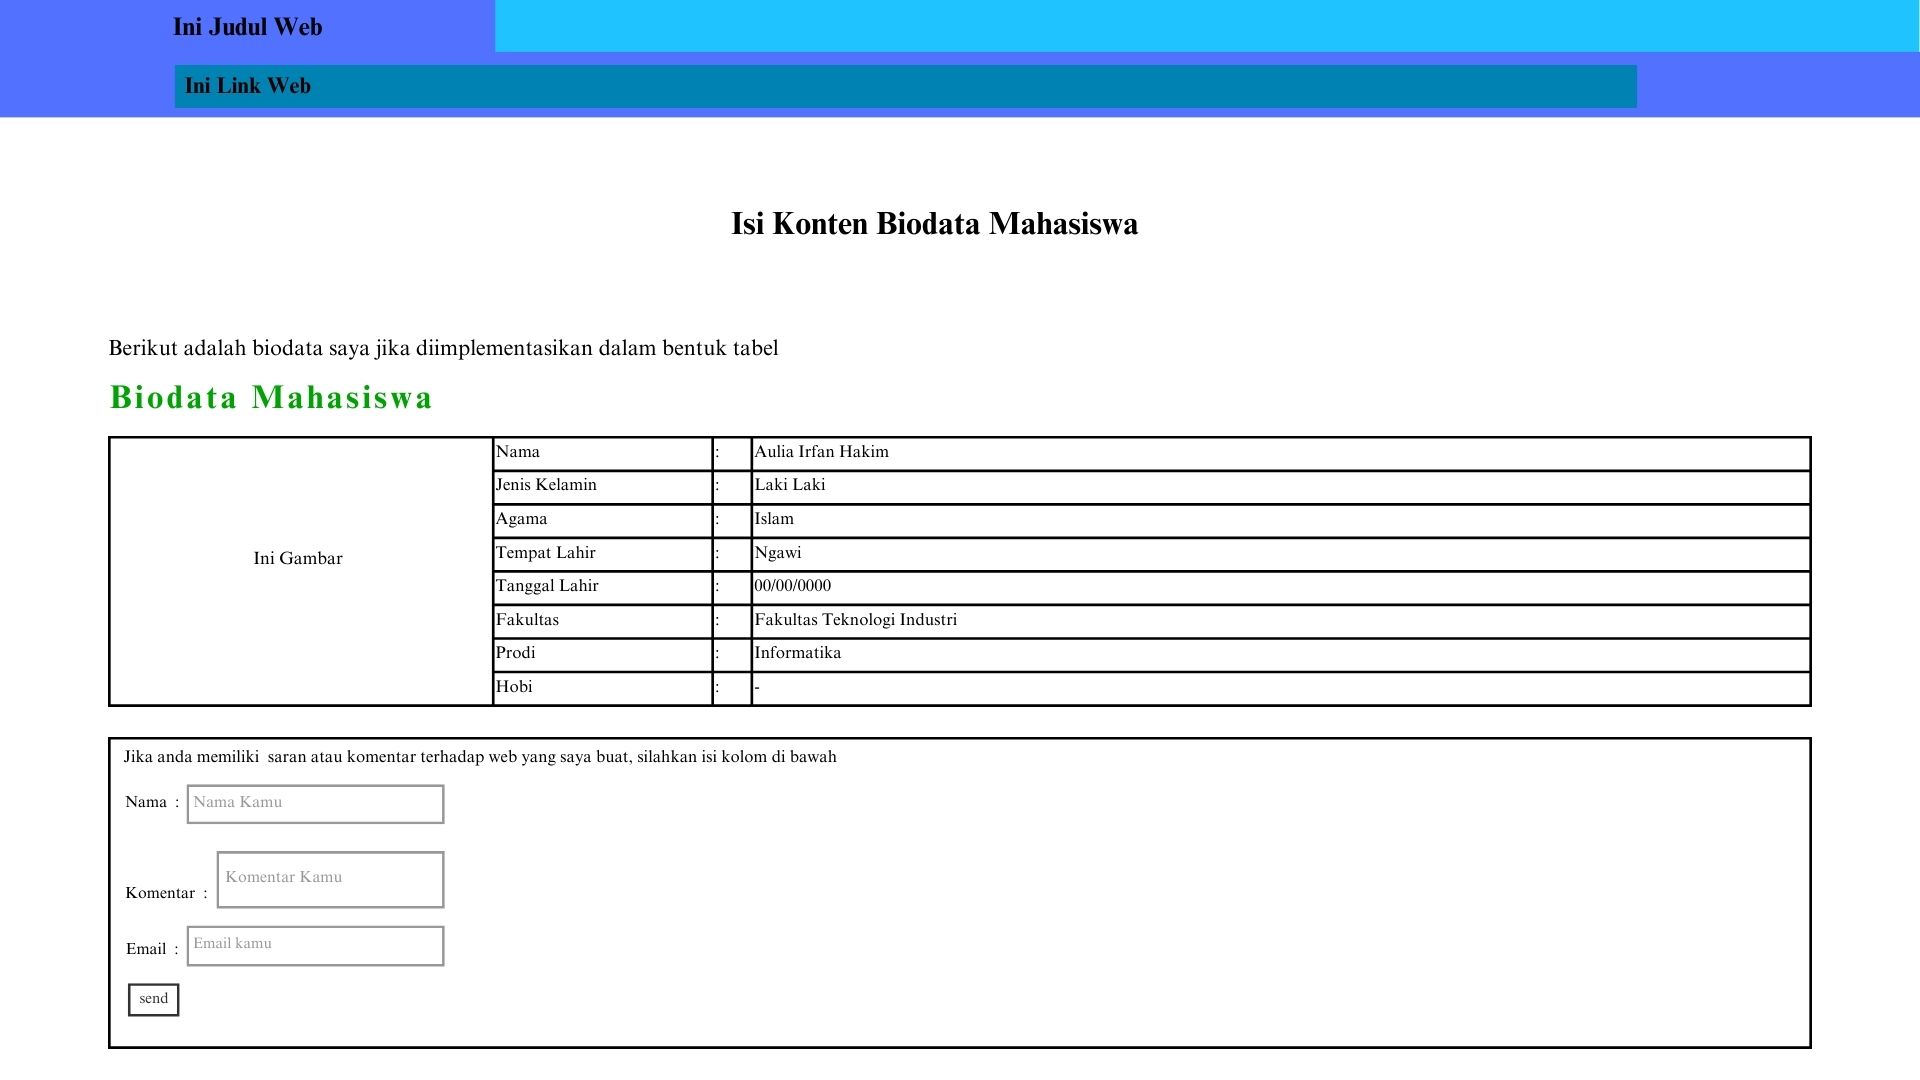 Ini Judul Web
Ini Link Web
Isi Konten Biodata Mahasiswa
Berikut adalah biodata saya jika diimplementasikan dalam bentuk tabel
Biodata Mahasiswa
Ini Gambar
Nama : Aulia Irfan Hakim
Jenis Kelamin : Laki Laki
Agama : Islam
Tempat Lahir : Ngawi
Tanggal Lahir : 00/00/0000
Fakultas : Fakultas Teknologi Industri
Prodi : Informatika
Hobi : -
Jika anda memiliki  saran atau komentar terhadap web yang saya buat, silahkan isi kolom di bawah
Nama : Nama Kamu
Komentar : Komentar Kamu
Email : Email kamu
send